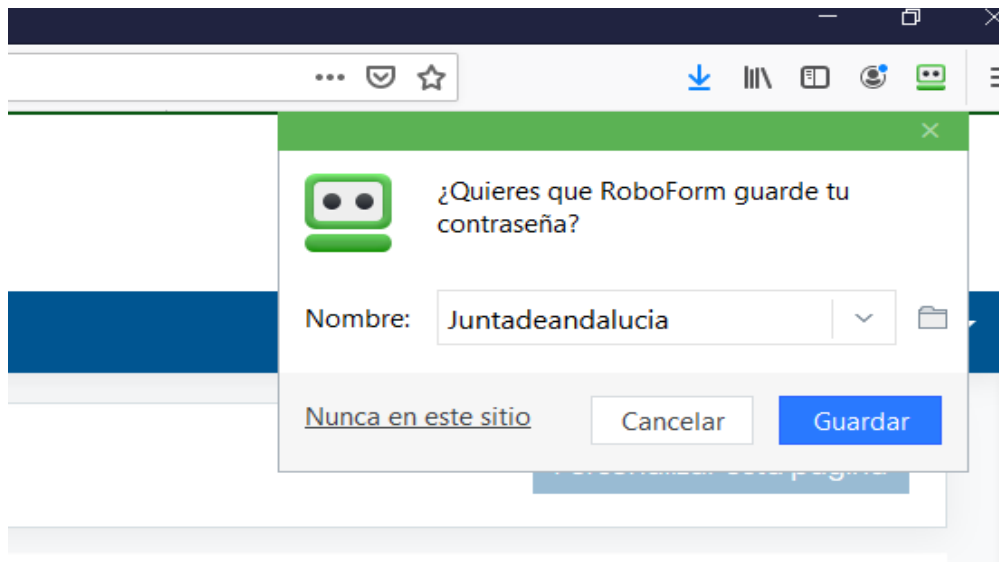 ¿Quieres que RoboForm guarde tu
contraseña?
Nombre: Juntadeandalucia
Nunca en este sitio Cancelar Guardar